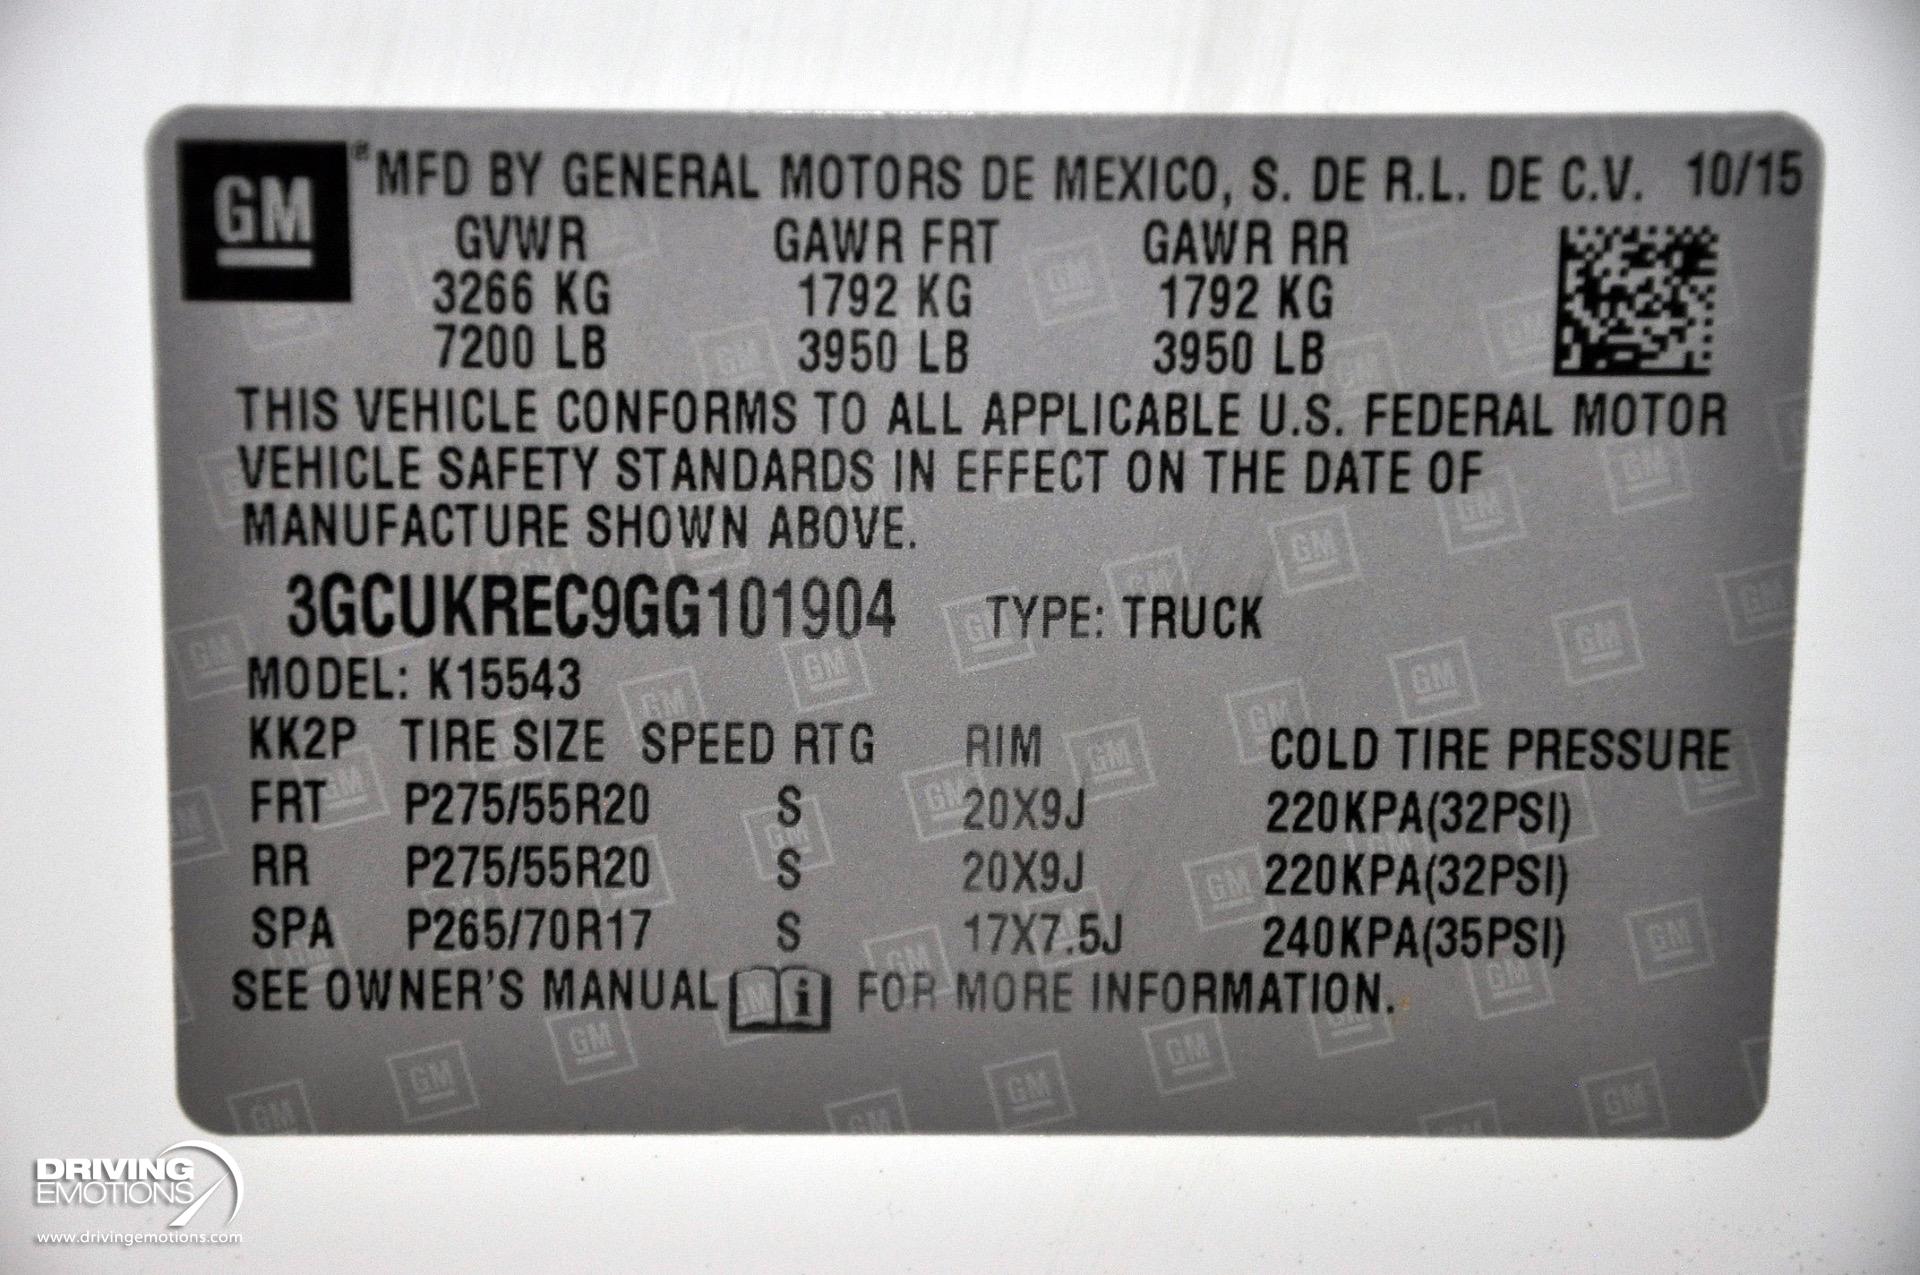 GM ® MFD BY GENERAL MOTORS DE MEXICO, S. DE R.L. DE C.V. 10/15
GVWR GAWR FRT GAWR RR
3266 KG 1792 KG 1792 KG
7200 LB 3950 LB 3950 LB
THIS VEHICLE CONFORMS TO ALL APPLICABLE U.S. FEDERAL MOTOR
VEHICLE SAFETY STANDARDS IN EFFECT ON THE DATE OF
MANUFACTURE SHOWN ABOVE.
3GCUKREC9GG101904 TYPE: TRUCK
MODEL: K15543
KK2P TIRE SIZE SPEED RTG RIM COLD TIRE PRESSURE
FRT P275/55R20 S 20X9J 220KPA(32PSI)
RR P275/55R20 S 20X9J 220KPA(32PSI)
SPA P265/70R17 S 17X7.5J 240KPA(35PSI)
SEE OWNER'S MANUAL i FOR MORE INFORMATION.
DRIVING
EMOTIONS
www.drivingemotions.com